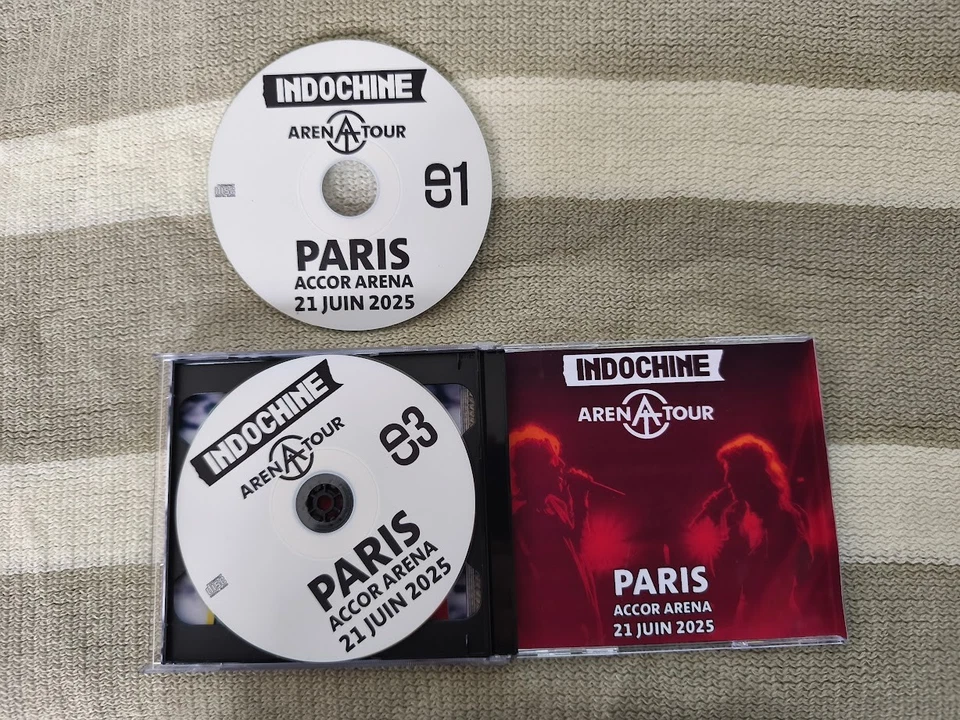 INDOCHINE
ARENA TOUR
CD1
PARIS
ACCOR ARENA
21 JUIN 2025
INDOCHINE
ARENA TOUR
CD3
PARIS
ACCOR ARENA
21 JUIN 2025
INDOCHINE
ARENA TOUR
PARIS
ACCOR ARENA
21 JUIN 2025